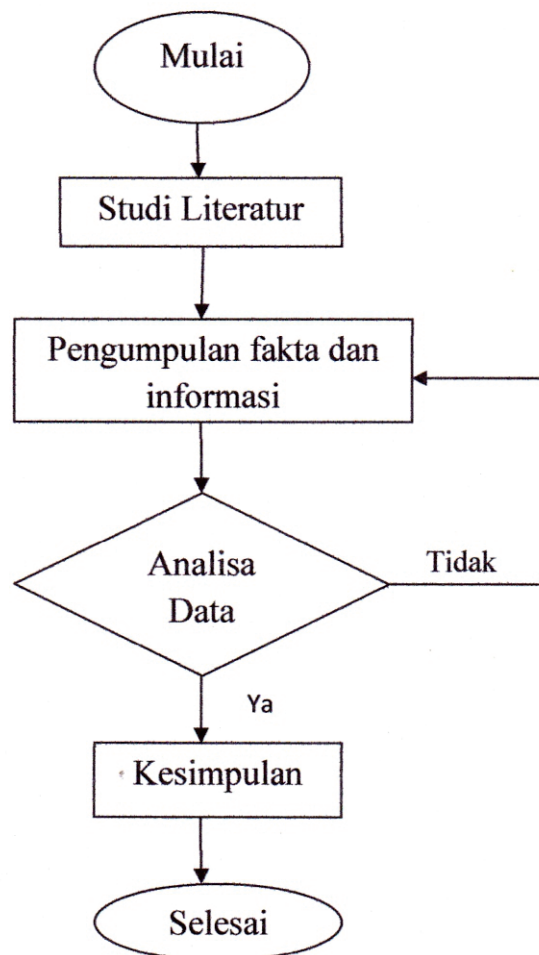 Mulai
Studi Literatur
Pengumpulan fakta dan
informasi
Analisa
Data
Tidak
Ya
Kesimpulan
Selesai